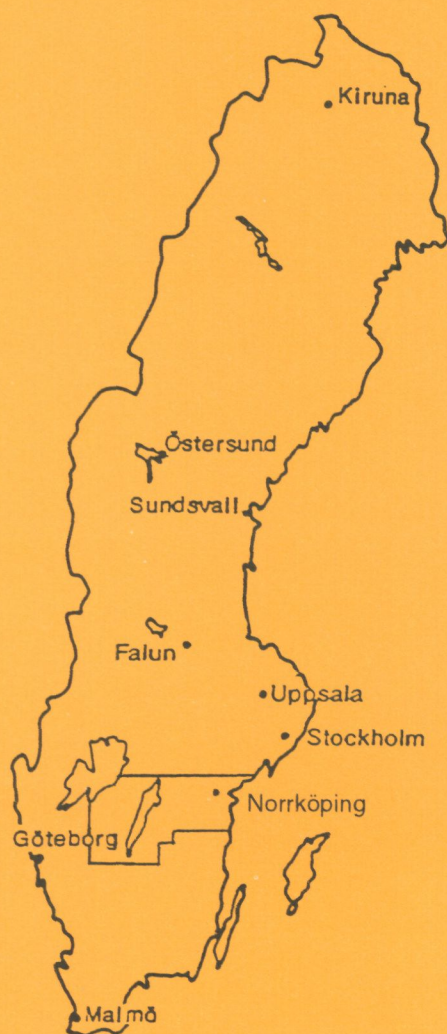 Kiruna
Östersund
Sundsvall
Falun
Uppsala
Stockholm
Norrköping
Göteborg
Malmö